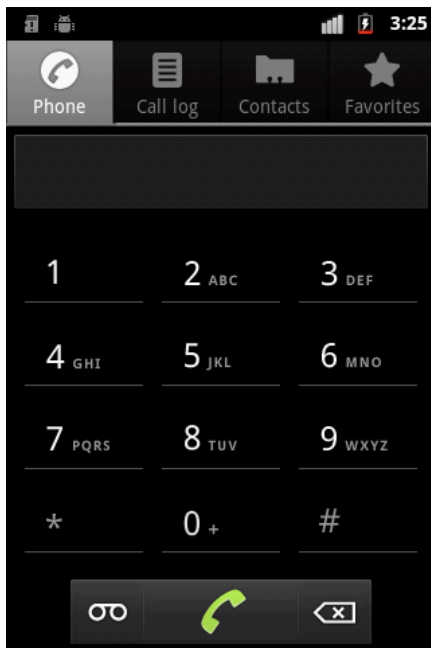 3:25
Phone Call log Contacts Favorites
1 2 ABC 3 DEF
4 GHI 5 JKL 6 MNO
7 PQRS 8 TUV 9 WXYZ
* 0 + #